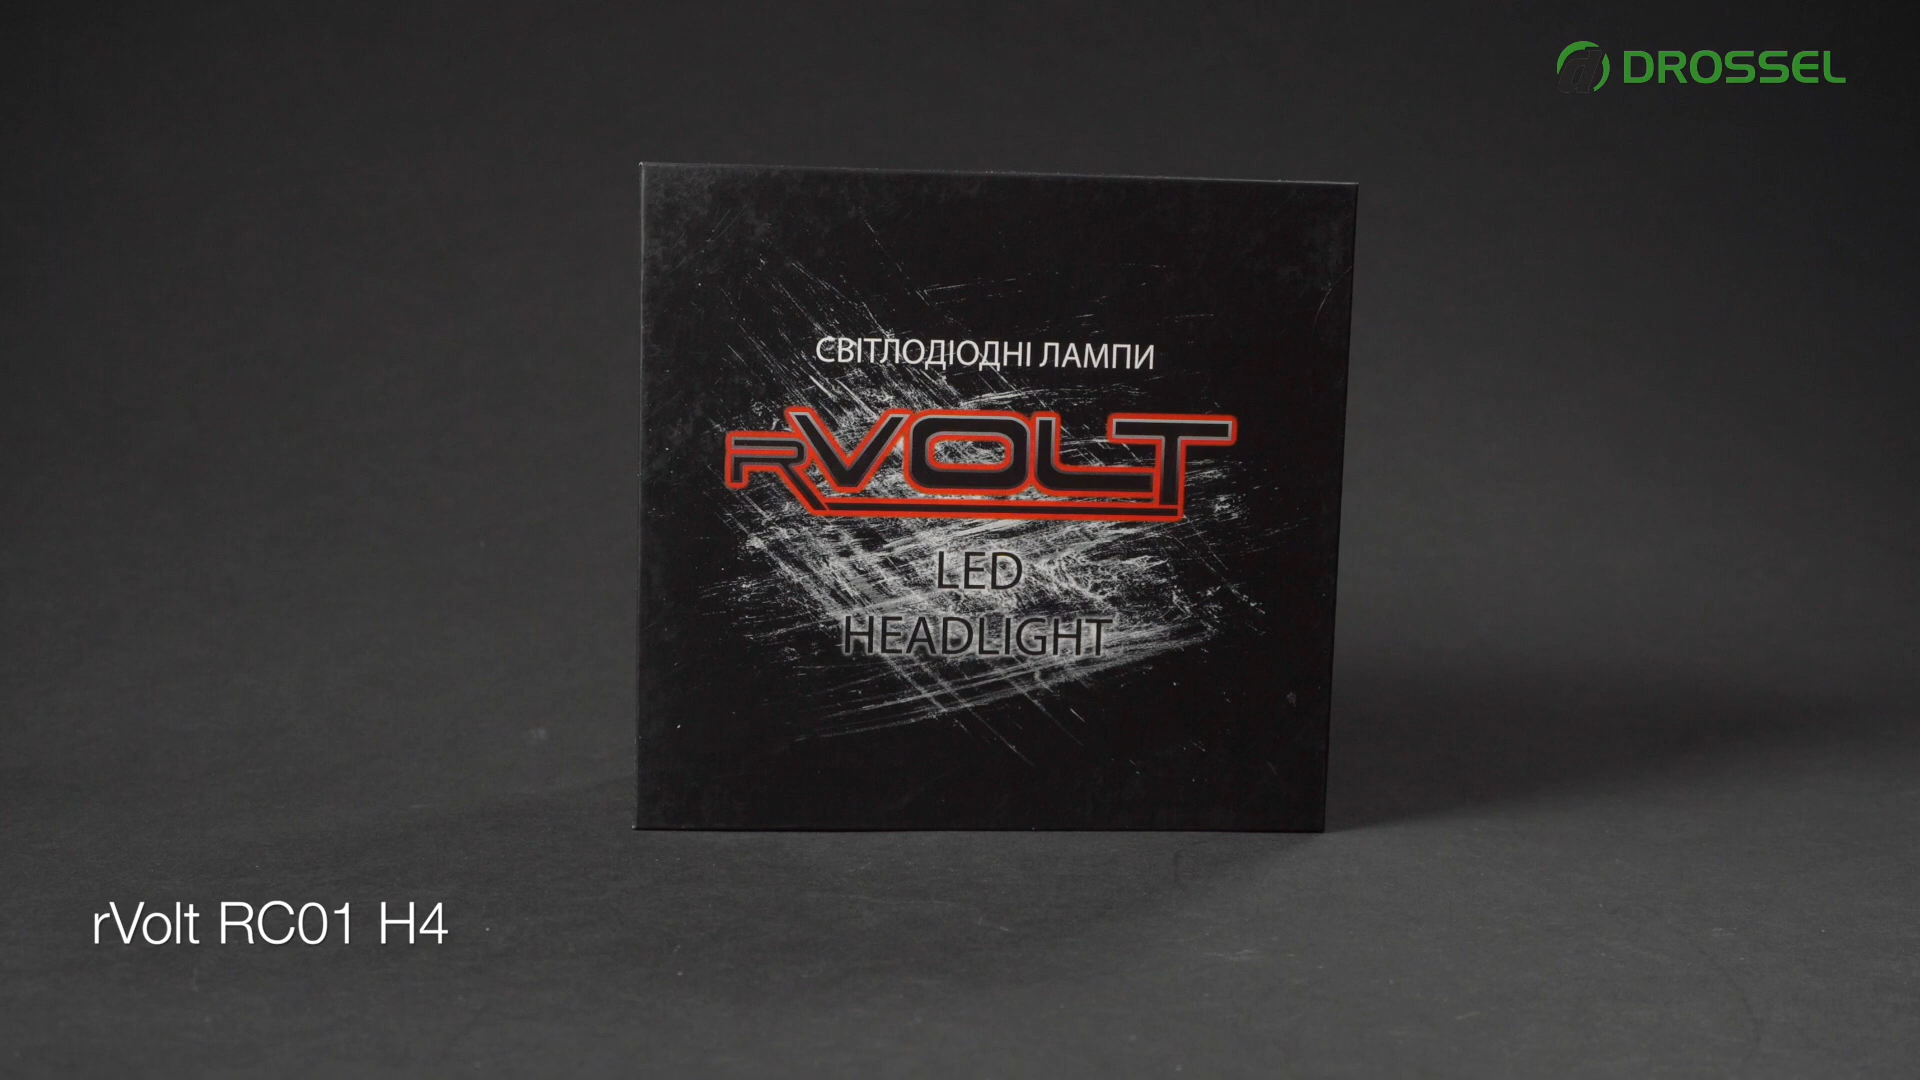 DROSSEL
СВІТЛОДІОДНІ ЛАМПИ
rVOLT
LED
HEADLIGHT
rVolt RC01 H4